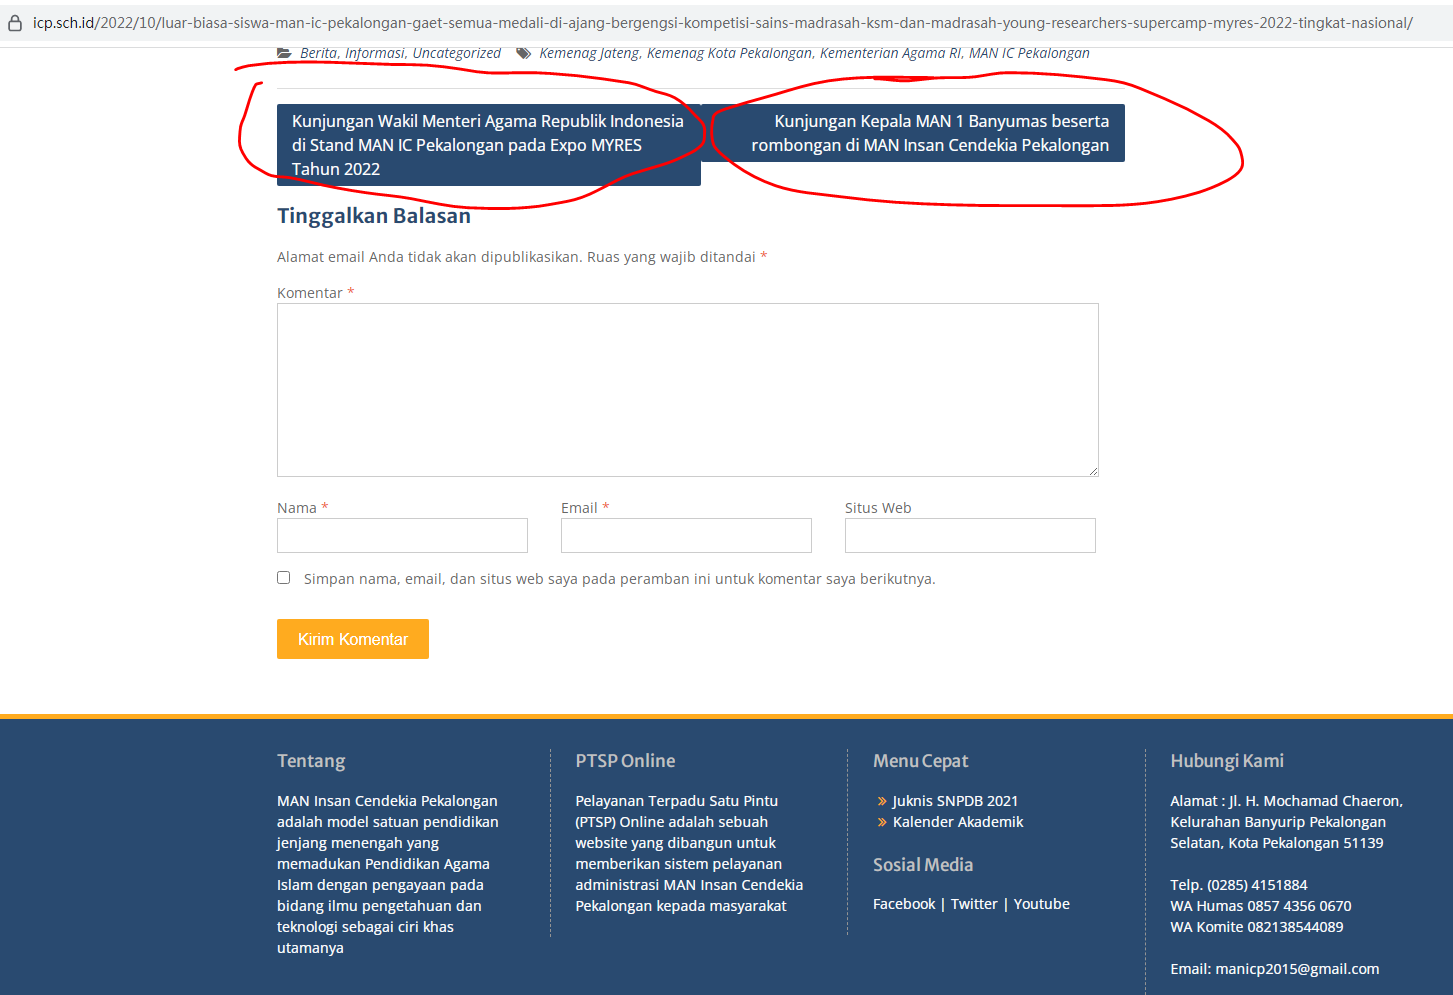 icp.sch.id/2022/10/luar-biasa-siswa-man-ic-pekalongan-gaet-semua-medali-di-ajang-bergengsi-kompetisi-sains-madrasah-ksm-dan-madrasah-young-researchers-supercamp-myres-2022-tingkat-nasional/
Berita, Informasi, Uncategorized Kemenag Jateng, Kemenag Kota Pekalongan, Kementerian Agama RI, MAN IC Pekalongan
Kunjungan Wakil Menteri Agama Republik Indonesia
di Stand MAN IC Pekalongan pada Expo MYRES
Tahun 2022
Kunjungan Kepala MAN 1 Banyumas beserta
rombongan di MAN Insan Cendekia Pekalongan
Tinggalkan Balasan
Alamat email Anda tidak akan dipublikasikan. Ruas yang wajib ditandai *
Komentar *
Nama *
Email *
Situs Web
Simpan nama, email, dan situs web saya pada peramban ini untuk komentar saya berikutnya.
Kirim Komentar
Tentang
MAN Insan Cendekia Pekalongan
adalah model satuan pendidikan
jenjang menengah yang
memadukan Pendidikan Agama
Islam dengan pengayaan pada
bidang ilmu pengetahuan dan
teknologi sebagai ciri khas
utamanya
PTSP Online
Pelayanan Terpadu Satu Pintu
(PTSP) Online adalah sebuah
website yang dibangun untuk
memberikan sistem pelayanan
administrasi MAN Insan Cendekia
Pekalongan kepada masyarakat
Menu Cepat
» Juknis SNPDB 2021
» Kalender Akademik
Sosial Media
Facebook | Twitter | Youtube
Hubungi Kami
Alamat : Jl. H. Mochamad Chaeron,
Kelurahan Banyurip Pekalongan
Selatan, Kota Pekalongan 51139
Telp. (0285) 4151884
WA Humas 0857 4356 0670
WA Komite 082138544089
Email: manicp2015@gmail.com